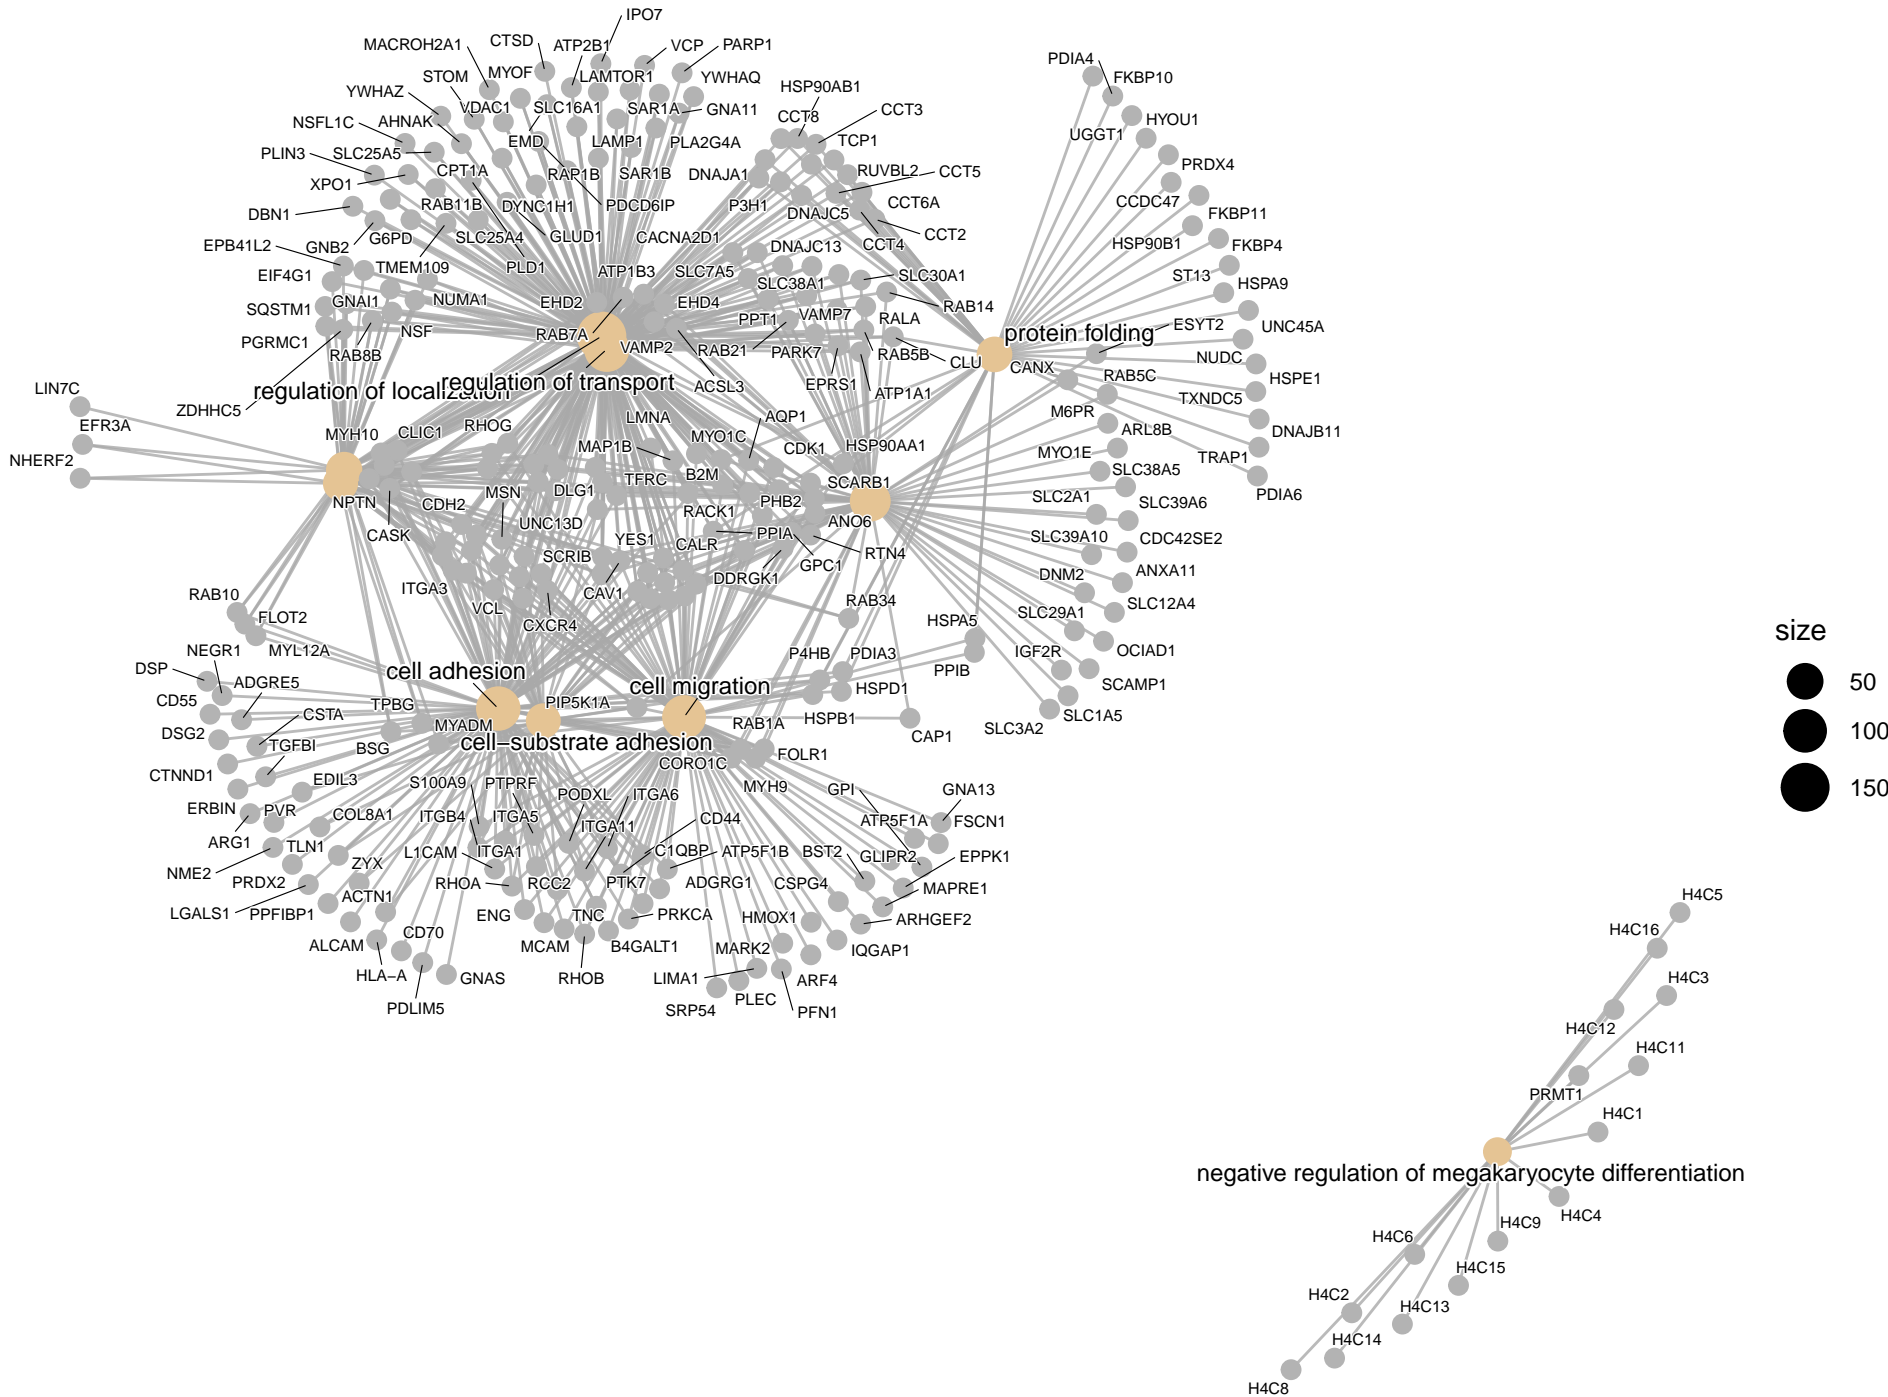 IPO7
MACROH2A1
CTSD
ATP2B1
VCP
PARP1
STOM
MYOF
LAMTOR1
YWHAQ
YWHAZ
VDAC1
SLC16A1
SAR1A
GNA11
NSFL1C
AHNAK
EMD
LAMP1
PLA2G4A
PLIN3
SLC25A5
CPT1A
RAP1B
SAR1B
XPO1
RAB11B
DYNC1H1
PDCD6IP
DBN1
G6PD
SLC25A4
GLUD1
CACNA2D1
EPB41L2
GNB2
TMEM109
PLD1
ATP1B3
SLC7A5
EIF4G1
GNAI1
NUMA1
EHD2
EHD4
SQSTM1
NSF
RAB7A
VAMP2
PGRMC1
RAB8B
HSP90AB1
CCT8
CCT3
TCP1
DNAJA1
RUVBL2
CCT5
P3H1
DNAJC5
CCT6A
CCT2
DNAJC13
CCT4
SLC38A1
SLC30A1
RAB14
PPT1
VAMP7
RALA
RAB21
PARK7
RAB5B
CLU
ACSL3
EPRS1
ATP1A1
PDIA4
FKBP10
UGGT1
HYOU1
PRDX4
CCDC47
FKBP11
HSP90B1
FKBP4
ST13
HSPA9
protein folding
ESYT2
UNC45A
CANX
NUDC
RAB5C
HSPE1
TXNDC5
M6PR
DNAJB11
ARL8B
TRAP1
MYO1E
PDIA6
SLC38A5
SLC2A1
SLC39A6
SLC39A10
CDC42SE2
DNM2
ANXA11
SLC29A1
SLC12A4
IGF2R
OCIAD1
SCAMP1
SLC3A2
SLC1A5
regulation of localization
regulation of transport
ZDHHC5
LIN7C
EFR3A
NHERF2
MYH10
CLIC1
RHOG
LMNA
AQP1
MAP1B
MYO1C
CDK1
HSP90AA1
NPTN
CDH2
MSN
DLG1
TFRC
B2M
PHB2
SCARB1
CASK
UNC13D
RACK1
ANO6
YES1
CALR
PPIA
RTN4
SCRIB
DDRGK1
GPC1
ITGA3
VCL
CAV1
CXCR4
RAB34
HSPA5
RAB10
FLOT2
MYL12A
P4HB
PDIA3
PPIB
HSPD1
HSPB1
CAP1
NEGR1
DSP
ADGRE5
CD55
cell adhesion
cell migration
CSTA
TPBG
PIP5K1A
RAB1A
DSG2
MYADM
TGFBI
BSG
cell−substrate adhesion
CORO1C
FOLR1
CTNND1
EDIL3
S100A9
PTPRF
PODXL
ITGA6
MYH9
GPI
GNA13
ERBIN
PVR
COL8A1
ITGB4
ITGA5
ITGA11
CD44
ATP5F1A
FSCN1
ARG1
TLN1
L1CAM
ITGA1
C1QBP
ATP5F1B
BST2
GLIPR2
EPPK1
NME2
PRDX2
ZYX
RHOA
RCC2
PTK7
ADGRG1
CSPG4
MAPRE1
LGALS1
PPFIBP1
ACTN1
ENG
TNC
PRKCA
HMOX1
ARHGEF2
ALCAM
CD70
MCAM
B4GALT1
MARK2
IQGAP1
HLA−A
GNAS
RHOB
LIMA1
ARF4
PDLIM5
SRP54
PLEC
PFN1
size
50
100
150
H4C5
H4C16
H4C3
H4C12
H4C11
PRMT1
H4C1
negative regulation of megakaryocyte differentiation
H4C4
H4C9
H4C6
H4C15
H4C2
H4C13
H4C14
H4C8